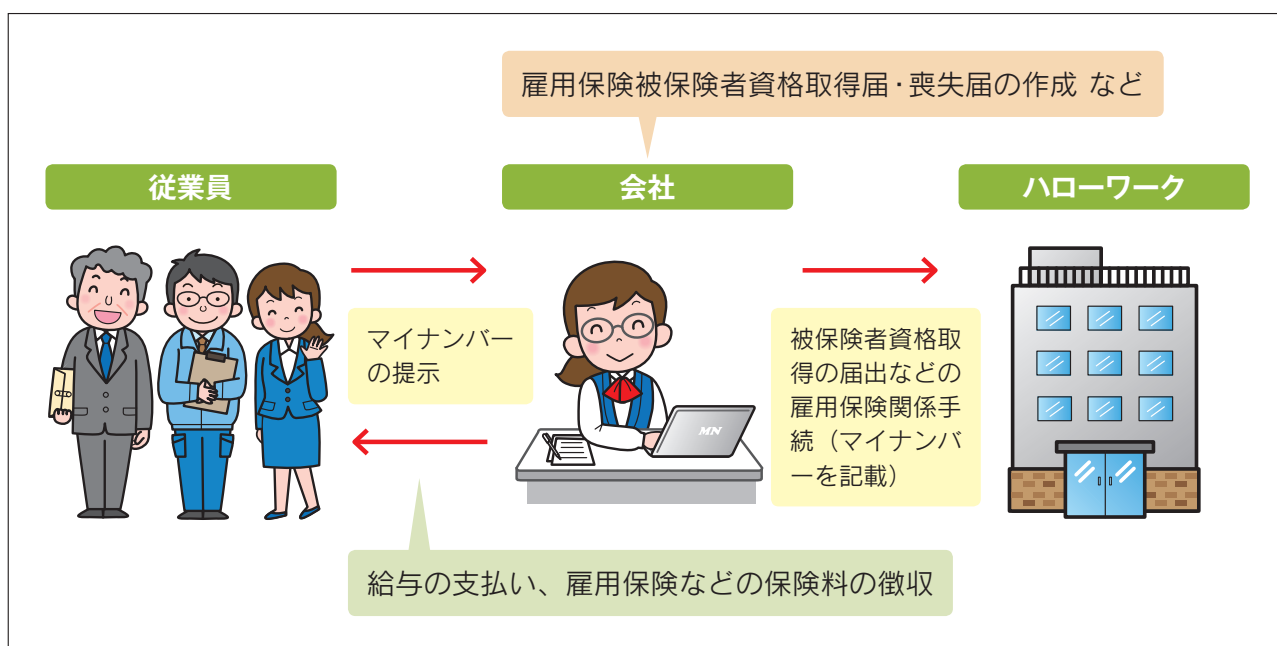 雇用保険被保険者資格取得届・喪失届の作成 など
従業員
会社
ハローワーク
マイナンバー
の提示
MN
被保険者資格取
得の届出などの
雇用保険関係手
続（マイナンバ
ーを記載）
給与の支払い、雇用保険などの保険料の徴収